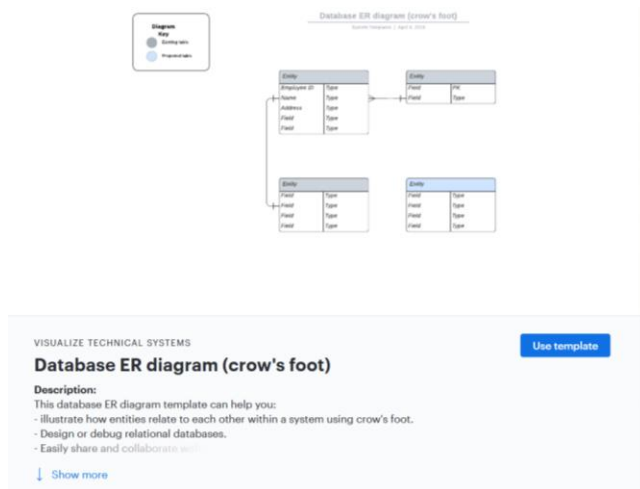 Database ER diagram (crow's foot)
Diagram
Key
Entity
Employee ID Type
Name Type
Address Type
Field Type
Field Type
Entity
Field PK
Field Type
Entity
Field Type
Field Type
Field Type
Field Type
Entity
Field Type
Field Type
Field Type
Field Type
VISUALIZE TECHNICAL SYSTEMS
Use template
Database ER diagram (crow's foot)
Description:
This database ER diagram template can help you:
- illustrate how entities relate to each other within a system using crow's foot.
- Design or debug relational databases.
- Easily share and collaborate
Show more